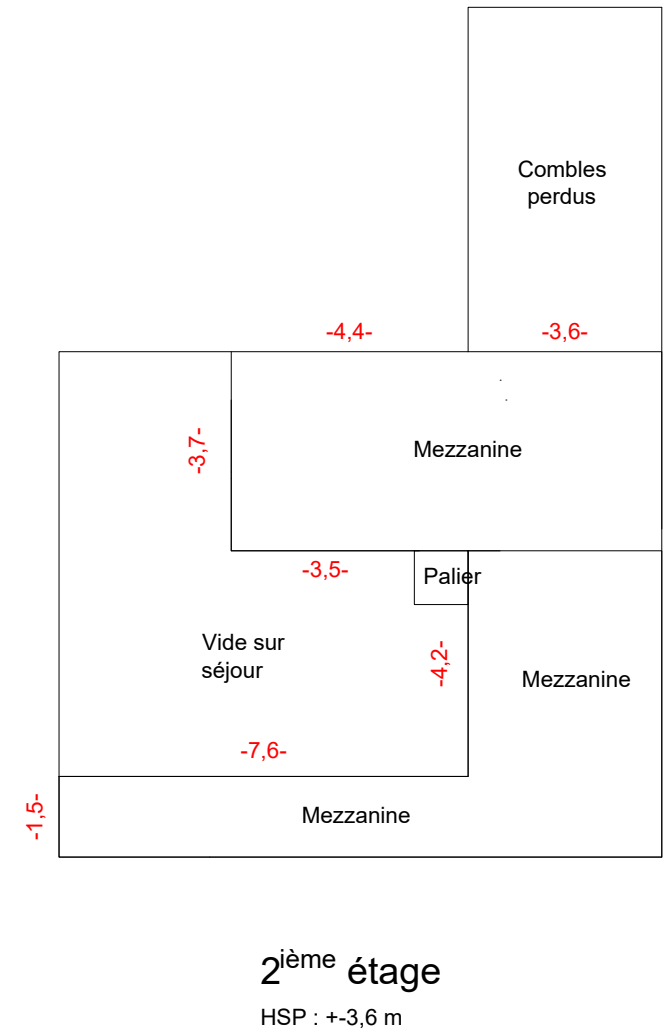 Combles
perdus
-4,4-
-3,6-
-3,7-
Mezzanine
-3,5-
Palier
Vide sur
séjour
-4,2-
Mezzanine
-7,6-
-1,5-
Mezzanine
2ième étage
HSP : +-3,6 m